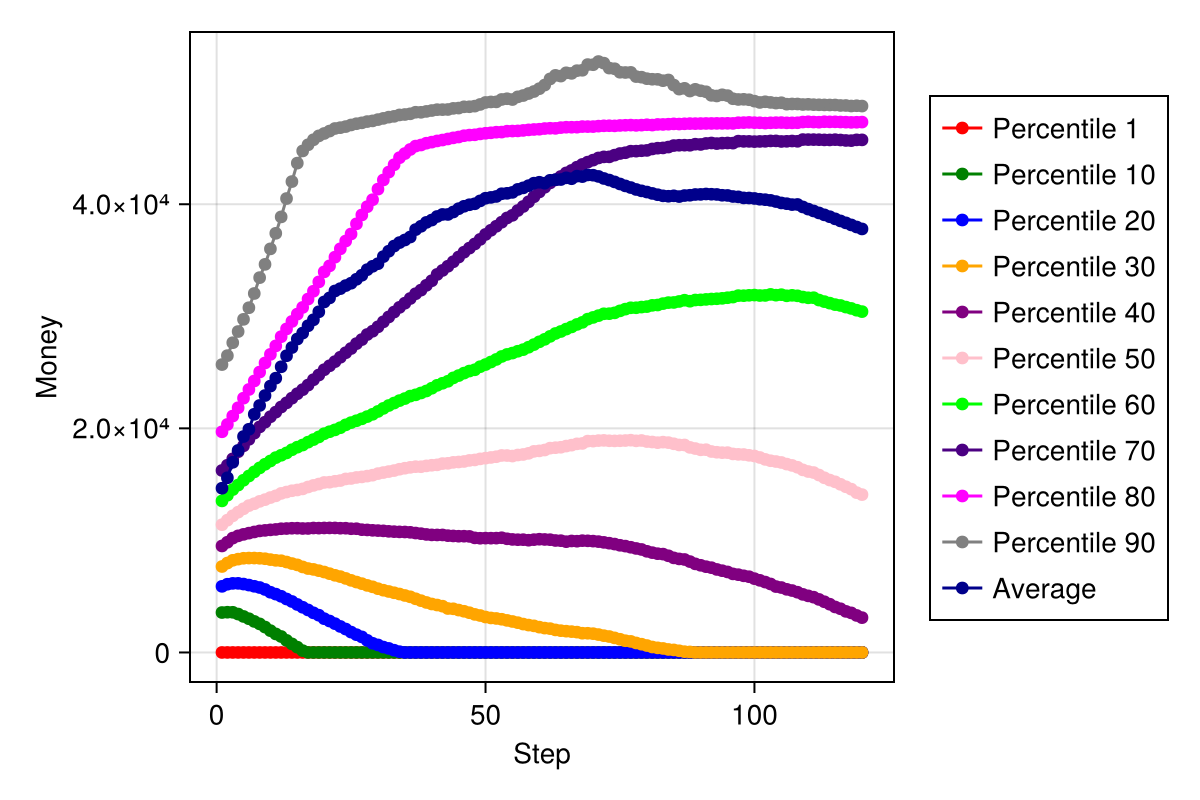 Money
4.0×10⁴
2.0×10⁴
0
0
50
100
Step
Percentile 1
Percentile 10
Percentile 20
Percentile 30
Percentile 40
Percentile 50
Percentile 60
Percentile 70
Percentile 80
Percentile 90
Average